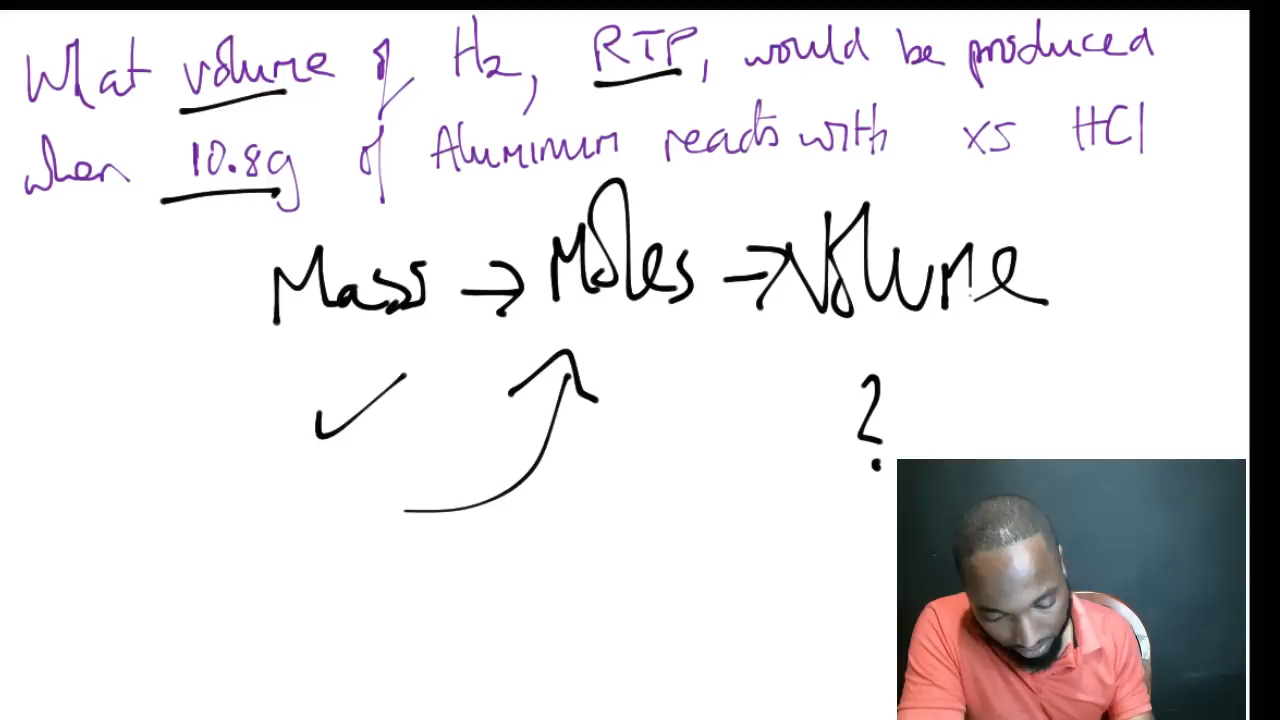 What volume of H2, RTP, would be produced
when 10.8g of Aluminum reacts with xs HCl
Mass → Moles → Volume
?